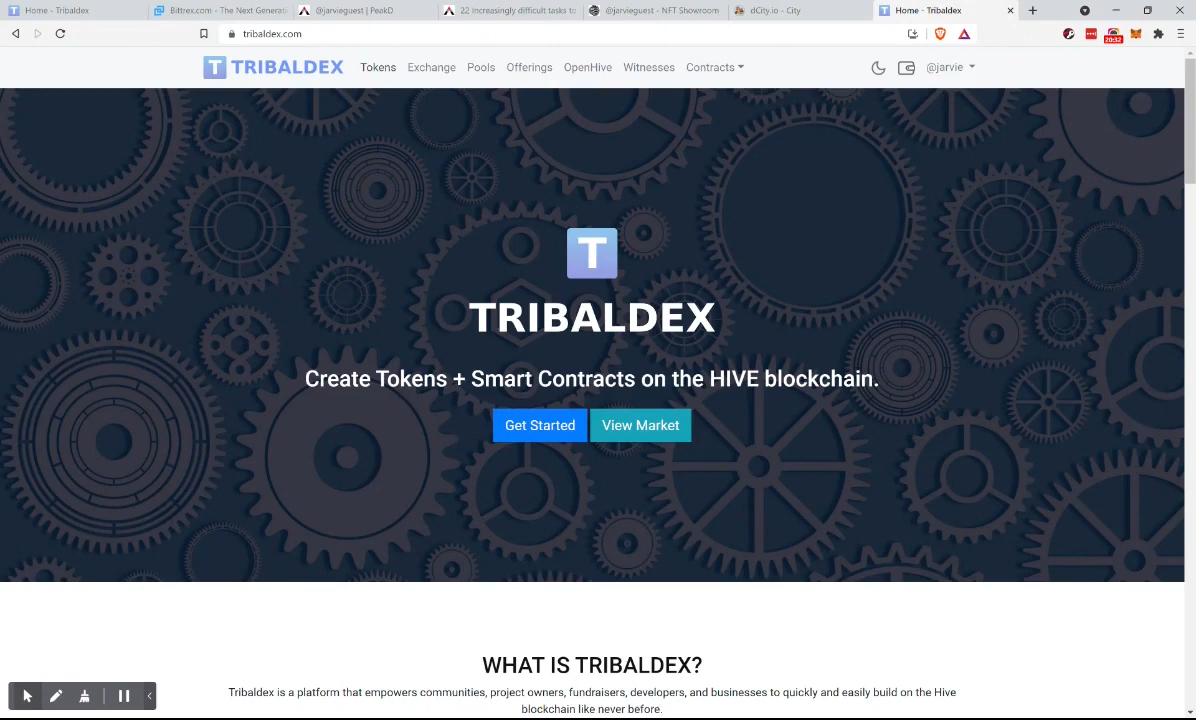 Home - Tribaldex
Bittrex.com - The Next Generati
@jarvieguest | PeakD
22 Increasingly difficult tasks to
@jarvieguest - NFT Showroom
dCity.io - City
Home - Tribaldex
tribaldex.com
20:32
T TRIBALDEX
Tokens
Exchange
Pools
Offerings
OpenHive
Witnesses
Contracts
@jarvie
T
TRIBALDEX
Create Tokens + Smart Contracts on the HIVE blockchain.
Get Started
View Market
WHAT IS TRIBALDEX?
Tribaldex is a platform that empowers communities, project owners, fundraisers, developers, and businesses to quickly and easily build on the Hive
blockchain like never before.